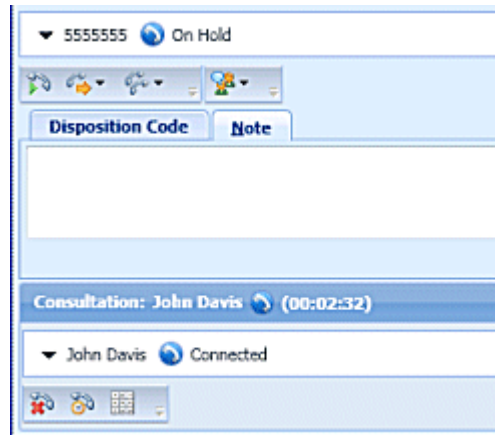 5555555 On Hold
Disposition Code Note
Consultation: John Davis (00:02:32)
John Davis Connected